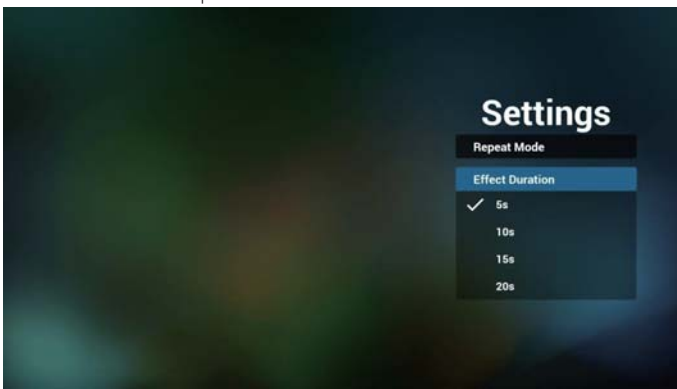 Settings
Repeat Mode
Effect Duration
5s
10s
15s
20s